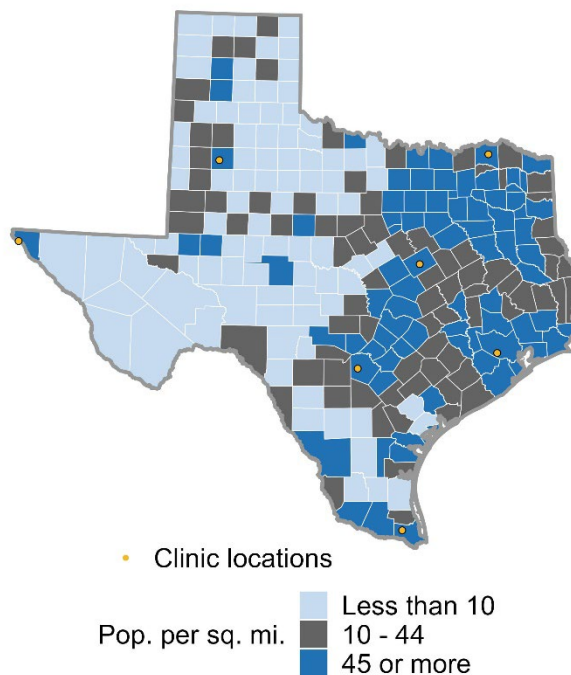 Clinic locations
Less than 10
Pop. per sq. mi.
10 - 44
45 or more